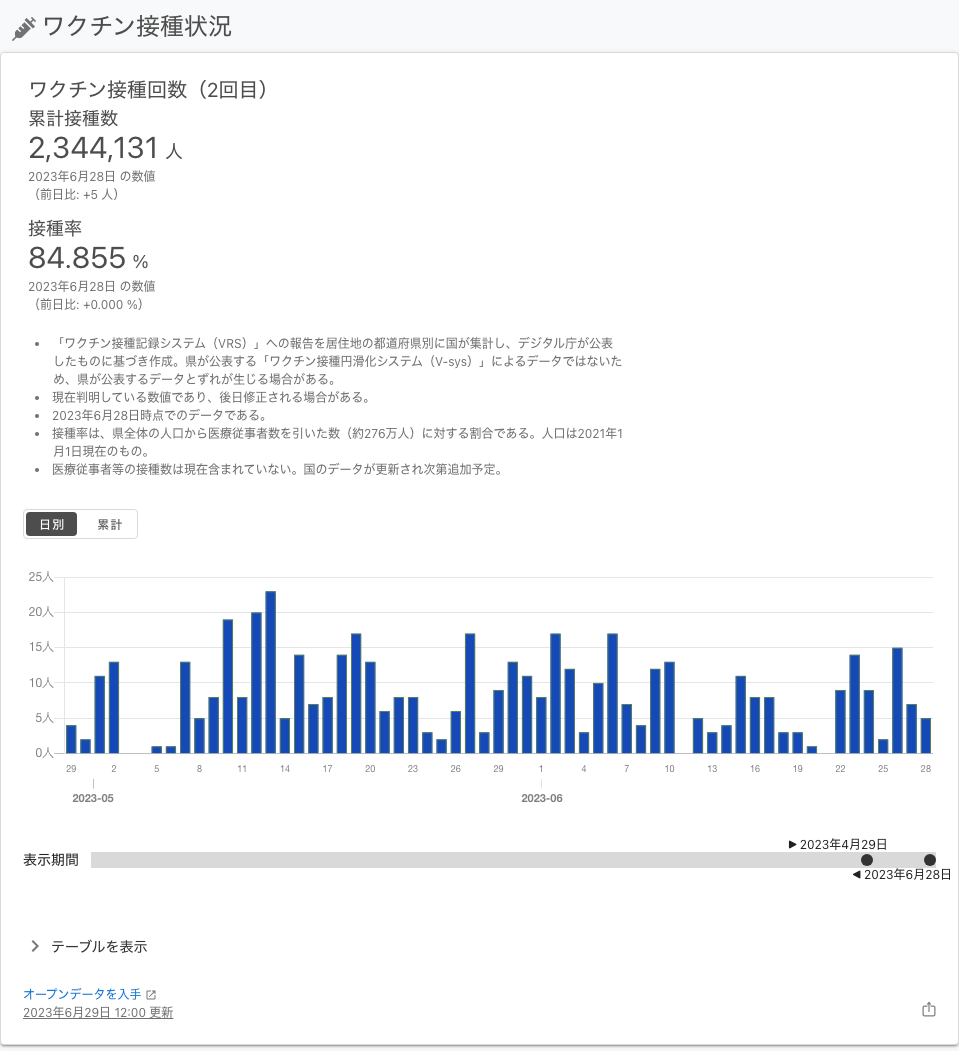 ワクチン接種状況
ワクチン接種回数（2回目）
累計接種数
2,344,131 人
2023年6月28日 の数値
（前日比: +5 人）
接種率
84.855 %
2023年6月28日 の数値
（前日比: +0.000 %）
• 「ワクチン接種記録システム（VRS）」への報告を居住地の都道府県別に国が集計し、デジタル庁が公表
したものに基づき作成。県が公表する「ワクチン接種円滑化システム（V-sys）」によるデータではないた
め、県が公表するデータとずれが生じる場合がある。
• 現在判明している数値であり、後日修正される場合がある。
• 2023年6月28日時点でのデータである。
• 接種率は、県全体の人口から医療従事者数を引いた数（約276万人）に対する割合である。人口は2021年1
月1日現在のもの。
• 医療従事者等の接種数は現在含まれていない。国のデータが更新され次第追加予定。
日別 累計
25人
20人
15人
10人
5人
0人
29 2 5 8 11 14 17 20 23 26 29 1 4 7 10 13 16 19 22 25 28
2023-05 2023-06
▶ 2023年4月29日
表示期間
◀ 2023年6月28日
テーブルを表示
オープンデータを入手
2023年6月29日 12:00 更新